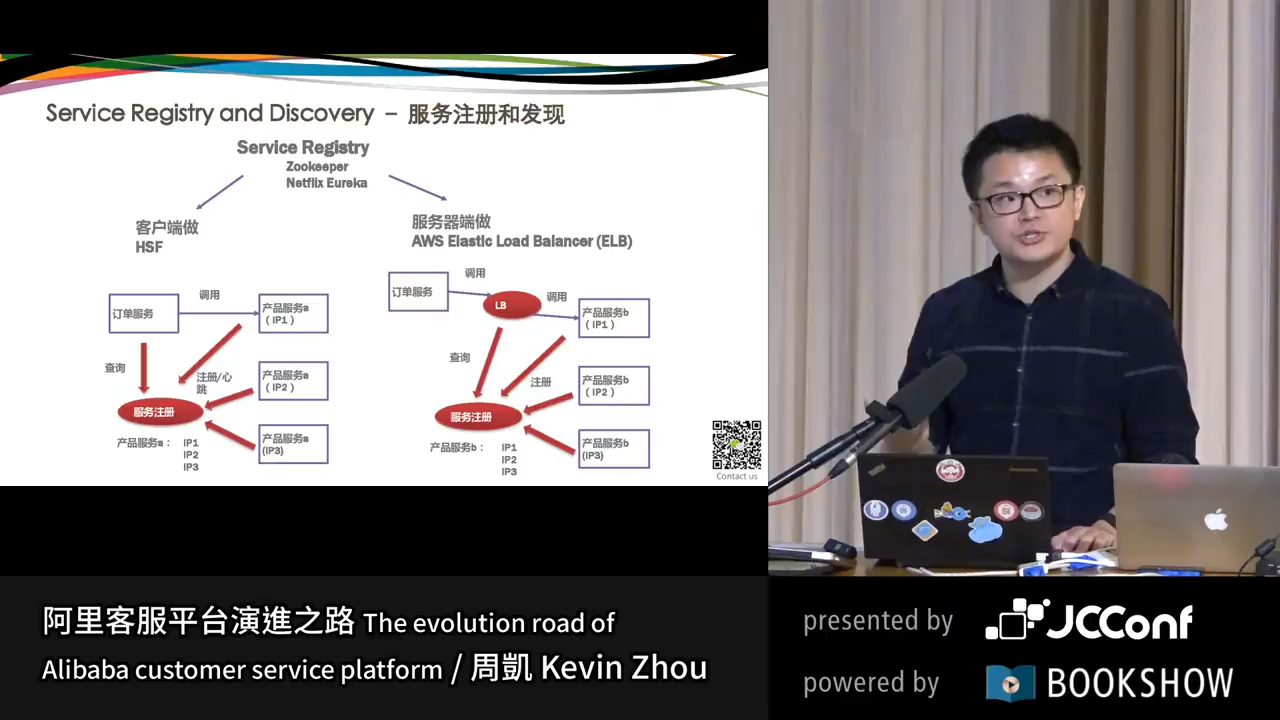 Service Registry and Discovery – 服务注册和发现
Service Registry
Zookeeper
Netflix Eureka
客户端做
HSF
服务器端做
AWS Elastic Load Balancer (ELB)
订单服务
调用
产品服务a
（IP1）
查询
注册/心
跳
产品服务a
（IP2）
服务注册
产品服务a
(IP3)
产品服务a： IP1
IP2
IP3
订单服务
调用
LB
调用
产品服务b
（IP1）
查询
注册
产品服务b
（IP2）
服务注册
产品服务b
(IP3)
产品服务b： IP1
IP2
IP3
Contact us
阿里客服平台演進之路 The evolution road of
Alibaba customer service platform / 周凱 Kevin Zhou
presented by JCConf
powered by BOOKSHOW